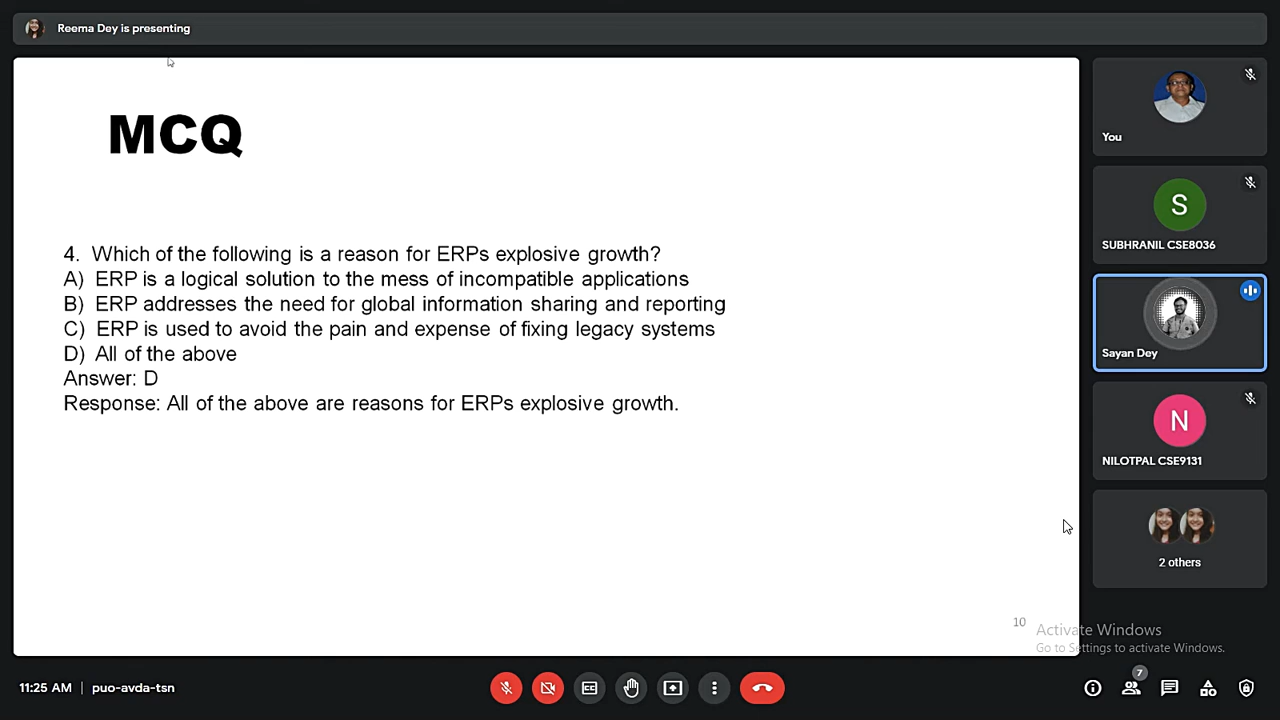 Reema Dey is presenting
MCQ
4. Which of the following is a reason for ERPs explosive growth?
A) ERP is a logical solution to the mess of incompatible applications
B) ERP addresses the need for global information sharing and reporting
C) ERP is used to avoid the pain and expense of fixing legacy systems
D) All of the above
Answer: D
Response: All of the above are reasons for ERPs explosive growth.
10
You
S
SUBHRANIL CSE8036
Sayan Dey
N
NILOTPAL CSE9131
2 others
Activate Windows
Go to Settings to activate Windows.
11:25 AM | puo-avda-tsn
7